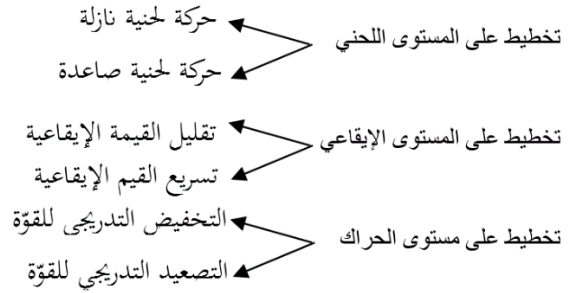 حركة لحنية نازلة
تخطيط على المستوى اللحني
حركة لحنية صاعدة
تقليل القيمة الإيقاعية
تخطيط على المستوى الإيقاعي
تسريع القيم الإيقاعية
التخفيض التدريجى للقوّة
تخطيط على مستوى الحراك
التصعيد التدريجي للقوّة